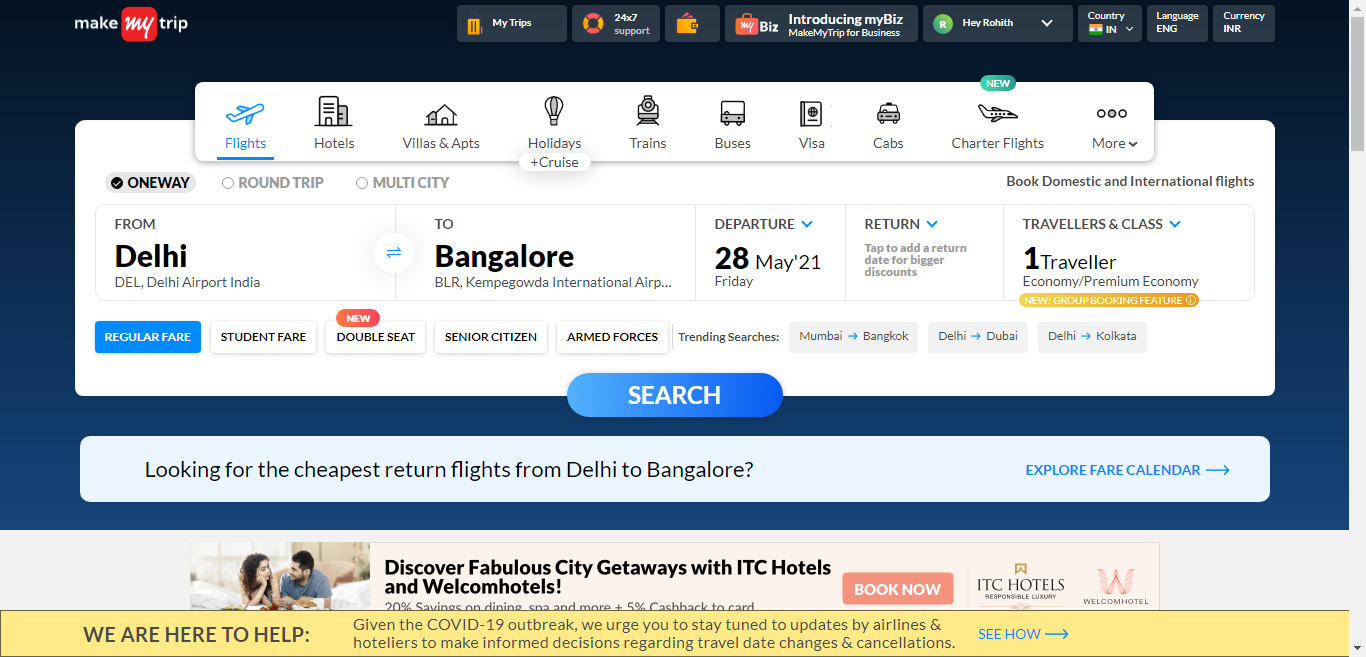 make my trip
My Trips
24x7
support
my Biz
Introducing myBiz
MakeMyTrip for Business
R
Hey Rohith
Country
IN
Language
ENG
Currency
INR
NEW
Flights
Hotels
Villas & Apts
Holidays
+Cruise
Trains
Buses
Visa
Cabs
Charter Flights
More
ONEWAY
ROUND TRIP
MULTI CITY
Book Domestic and International flights
FROM
Delhi
DEL, Delhi Airport India
TO
Bangalore
BLR, Kempegowda International Airp...
DEPARTURE
28 May'21
Friday
RETURN
Tap to add a return
date for bigger
discounts
TRAVELLERS & CLASS
1Traveller
Economy/Premium Economy
NEW! GROUP BOOKING FEATURE
REGULAR FARE
STUDENT FARE
NEW
DOUBLE SEAT
SENIOR CITIZEN
ARMED FORCES
Trending Searches:
Mumbai → Bangkok
Delhi → Dubai
Delhi → Kolkata
SEARCH
Looking for the cheapest return flights from Delhi to Bangalore?
EXPLORE FARE CALENDAR
Discover Fabulous City Getaways with ITC Hotels
and Welcomhotels!
20% Savings on dining, spa and more + 5% Cashback to card
BOOK NOW
ITC HOTELS
RESPONSIBLE LUXURY
WELCOMHOTEL
WE ARE HERE TO HELP:
Given the COVID-19 outbreak, we urge you to stay tuned to updates by airlines &
hoteliers to make informed decisions regarding travel date changes & cancellations.
SEE HOW